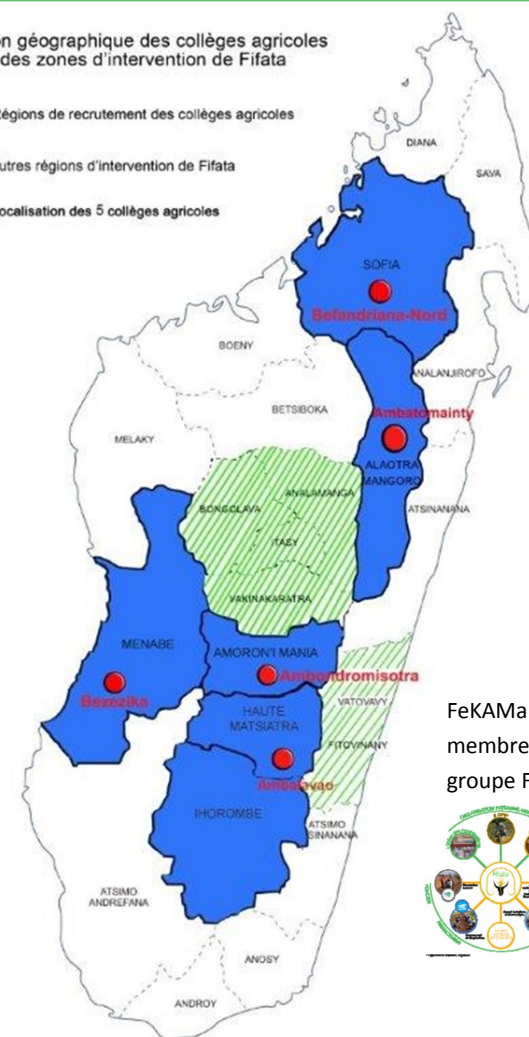 on géographique des collèges agricoles
des zones d'intervention de Fifata
égions de recrutement des collèges agricoles
utres régions d'intervention de Fifata
ocalisation des 5 collèges agricoles
DIANA
SAVA
SOFIA
Befandriana-Nord
BOENY
ANALANJIROFO
BETSIBOKA
Ambatomainty
MELAKY
ALAOTRA
MANGORO
ANALAMANGA
BONGOLAVA
ATSINANANA
ITASY
VAKINAKARATRA
MENABE
AMORON'I MANIA
Ambondromisotra
Bezezika
VATOVAVY
HAUTE
MATSIATRA
FITOVINANY
Ambalavao
IHOROMBE
ATSIMO
SINANANA
ATSIMO
ANDREFANA
ANOSY
ANDROY
FeKAMa
membre
groupe F
Fifata